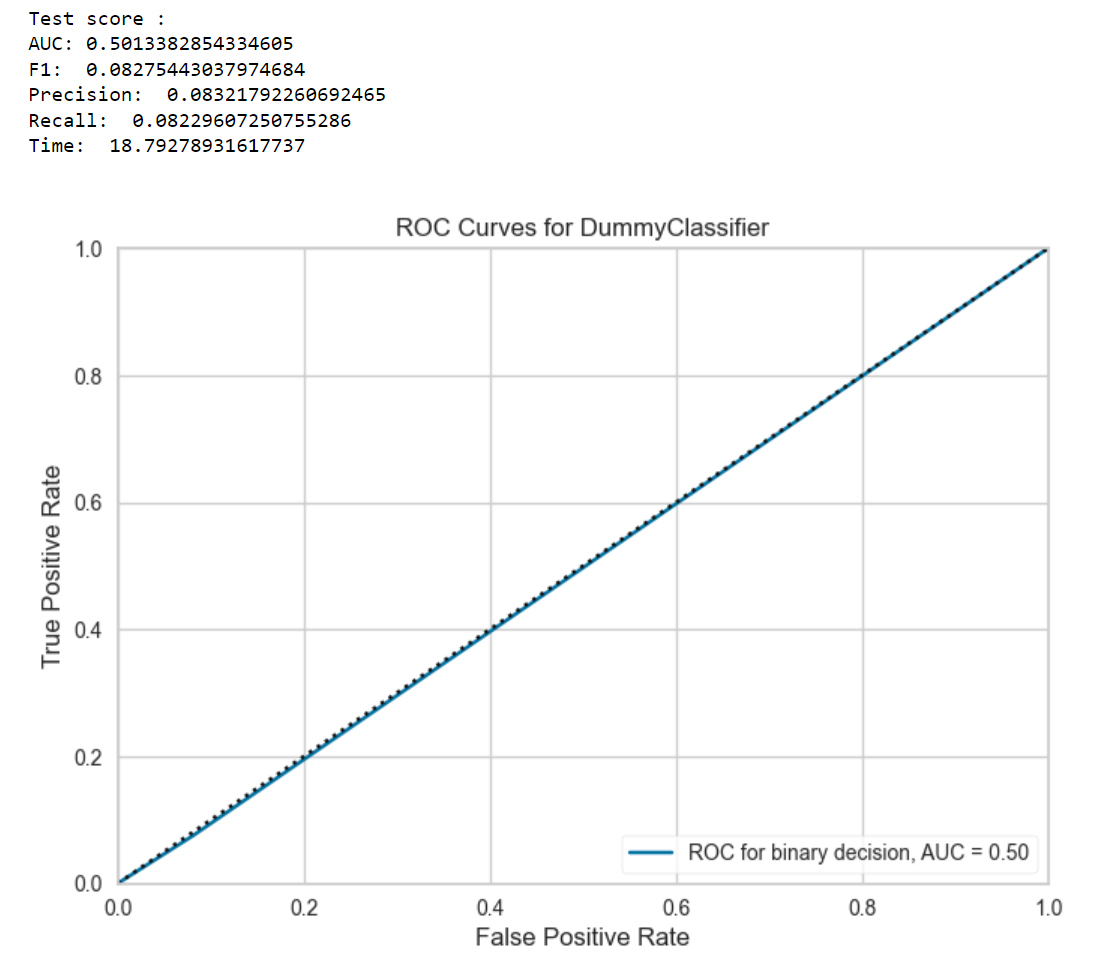 Test score :
AUC: 0.5013382854334605
F1:  0.08275443037974684
Precision:  0.08321792260692465
Recall:  0.08229607250755286
Time:  18.79278931617737
ROC Curves for DummyClassifier
1.0
0.8
0.6
0.4
0.2
0.0
True Positive Rate
ROC for binary decision, AUC = 0.50
0.0 0.2 0.4 0.6 0.8 1.0
False Positive Rate